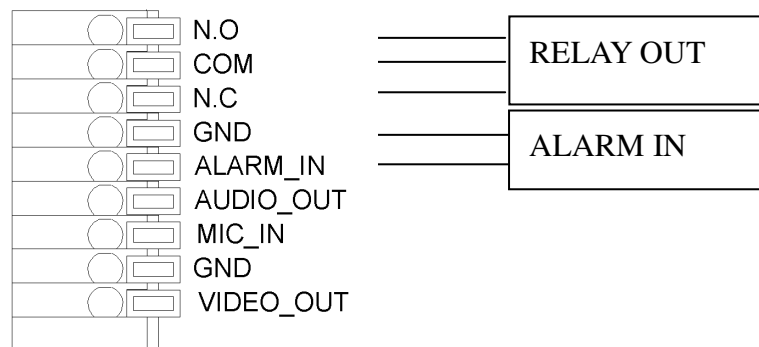 N.O
COM
N.C
GND
ALARM_IN
AUDIO_OUT
MIC_IN
GND
VIDEO_OUT
RELAY OUT
ALARM IN